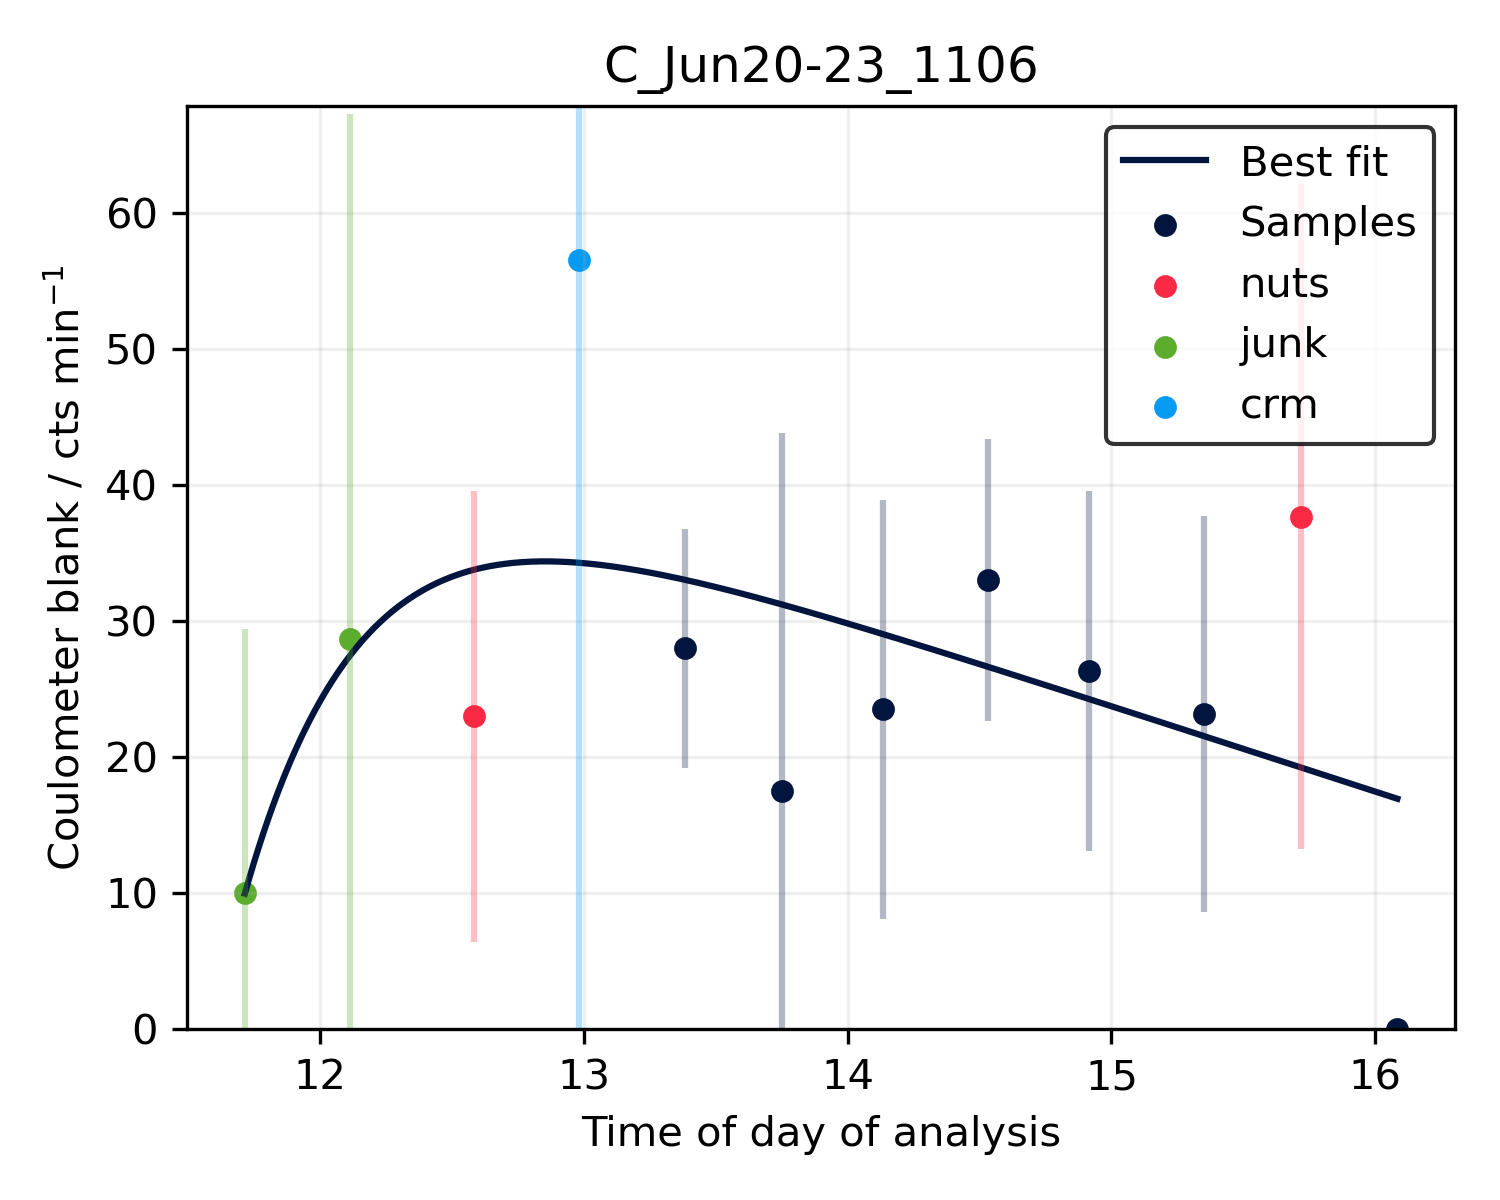 C_Jun20-23_1106
Coulometer blank / cts min⁻¹
60
50
40
30
20
10
0
12 13 14 15 16
Time of day of analysis
Best fit
Samples
nuts
junk
crm